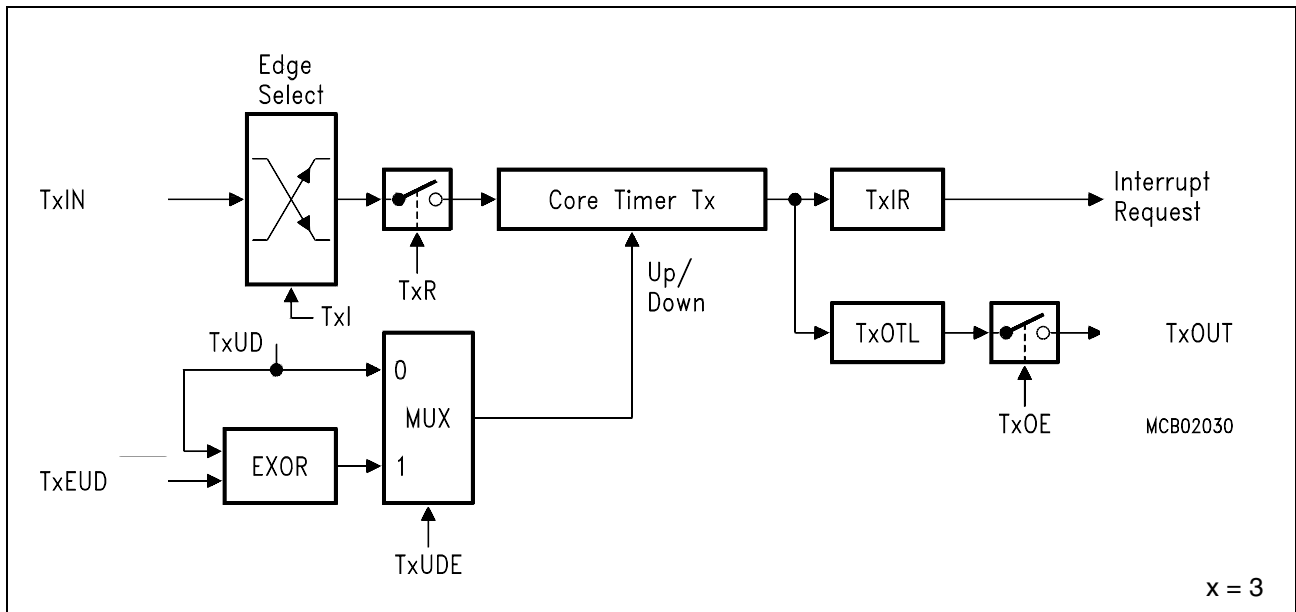 Edge
Select
TxIN
TxR
Core Timer Tx
TxIR
Interrupt
Request
TxI
Up/
Down
TxUD
0
MUX
1
TxOTL
TxOUT
TxOE
MCB02030
EXOR
TxEUD
TxUDE
x = 3